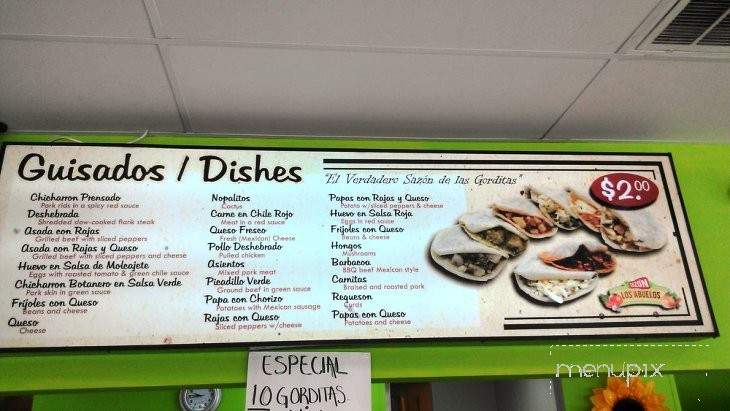 Guisados / Dishes
Chicharron Prensado
Pork rids in a spicy red sauce
Deshebrada
Shredded slow-cooked flank steak
Asada con Rajas
Grilled beef with sliced peppers
Asada con Rajas y Queso
Grilled beef with sliced peppers and cheese
Huevo en Salsa de Molcajete
Eggs with roasted tomato & green chile sauce
Chicharron Botanero en Salsa Verde
Pork skin in green sauce
Frijoles con Queso
Beans and cheese
Queso
Cheese
Nopalitos
Cactus
Carne en Chile Rojo
Meat in a red sauce
Queso Fresco
Fresh (Mexican) Cheese
Pollo Deshebrado
Pulled chicken
Asientos
Mixed pork meat
Picadillo Verde
Ground beef in green sauce
Papa con Chorizo
Potatoes with Mexican sausage
Rajas con Queso
Sliced peppers w/cheese
"El Verdadero Sazón de las Gorditas"
Papas con Rajas y Queso
Potato w/sliced peppers & cheese
Huevo en Salsa Roja
Eggs in red sauce
Frijoles con Queso
Beans & cheese
Hongos
Mushrooms
Barbacoa
BBQ beef Mexican style
Carnitas
Braised and roasted pork
Requeson
Curds
Papas con Queso
Potatoes and cheese
$2.00
LOS ABUELOS
ESPECIAL
10 GORDITAS
menupix